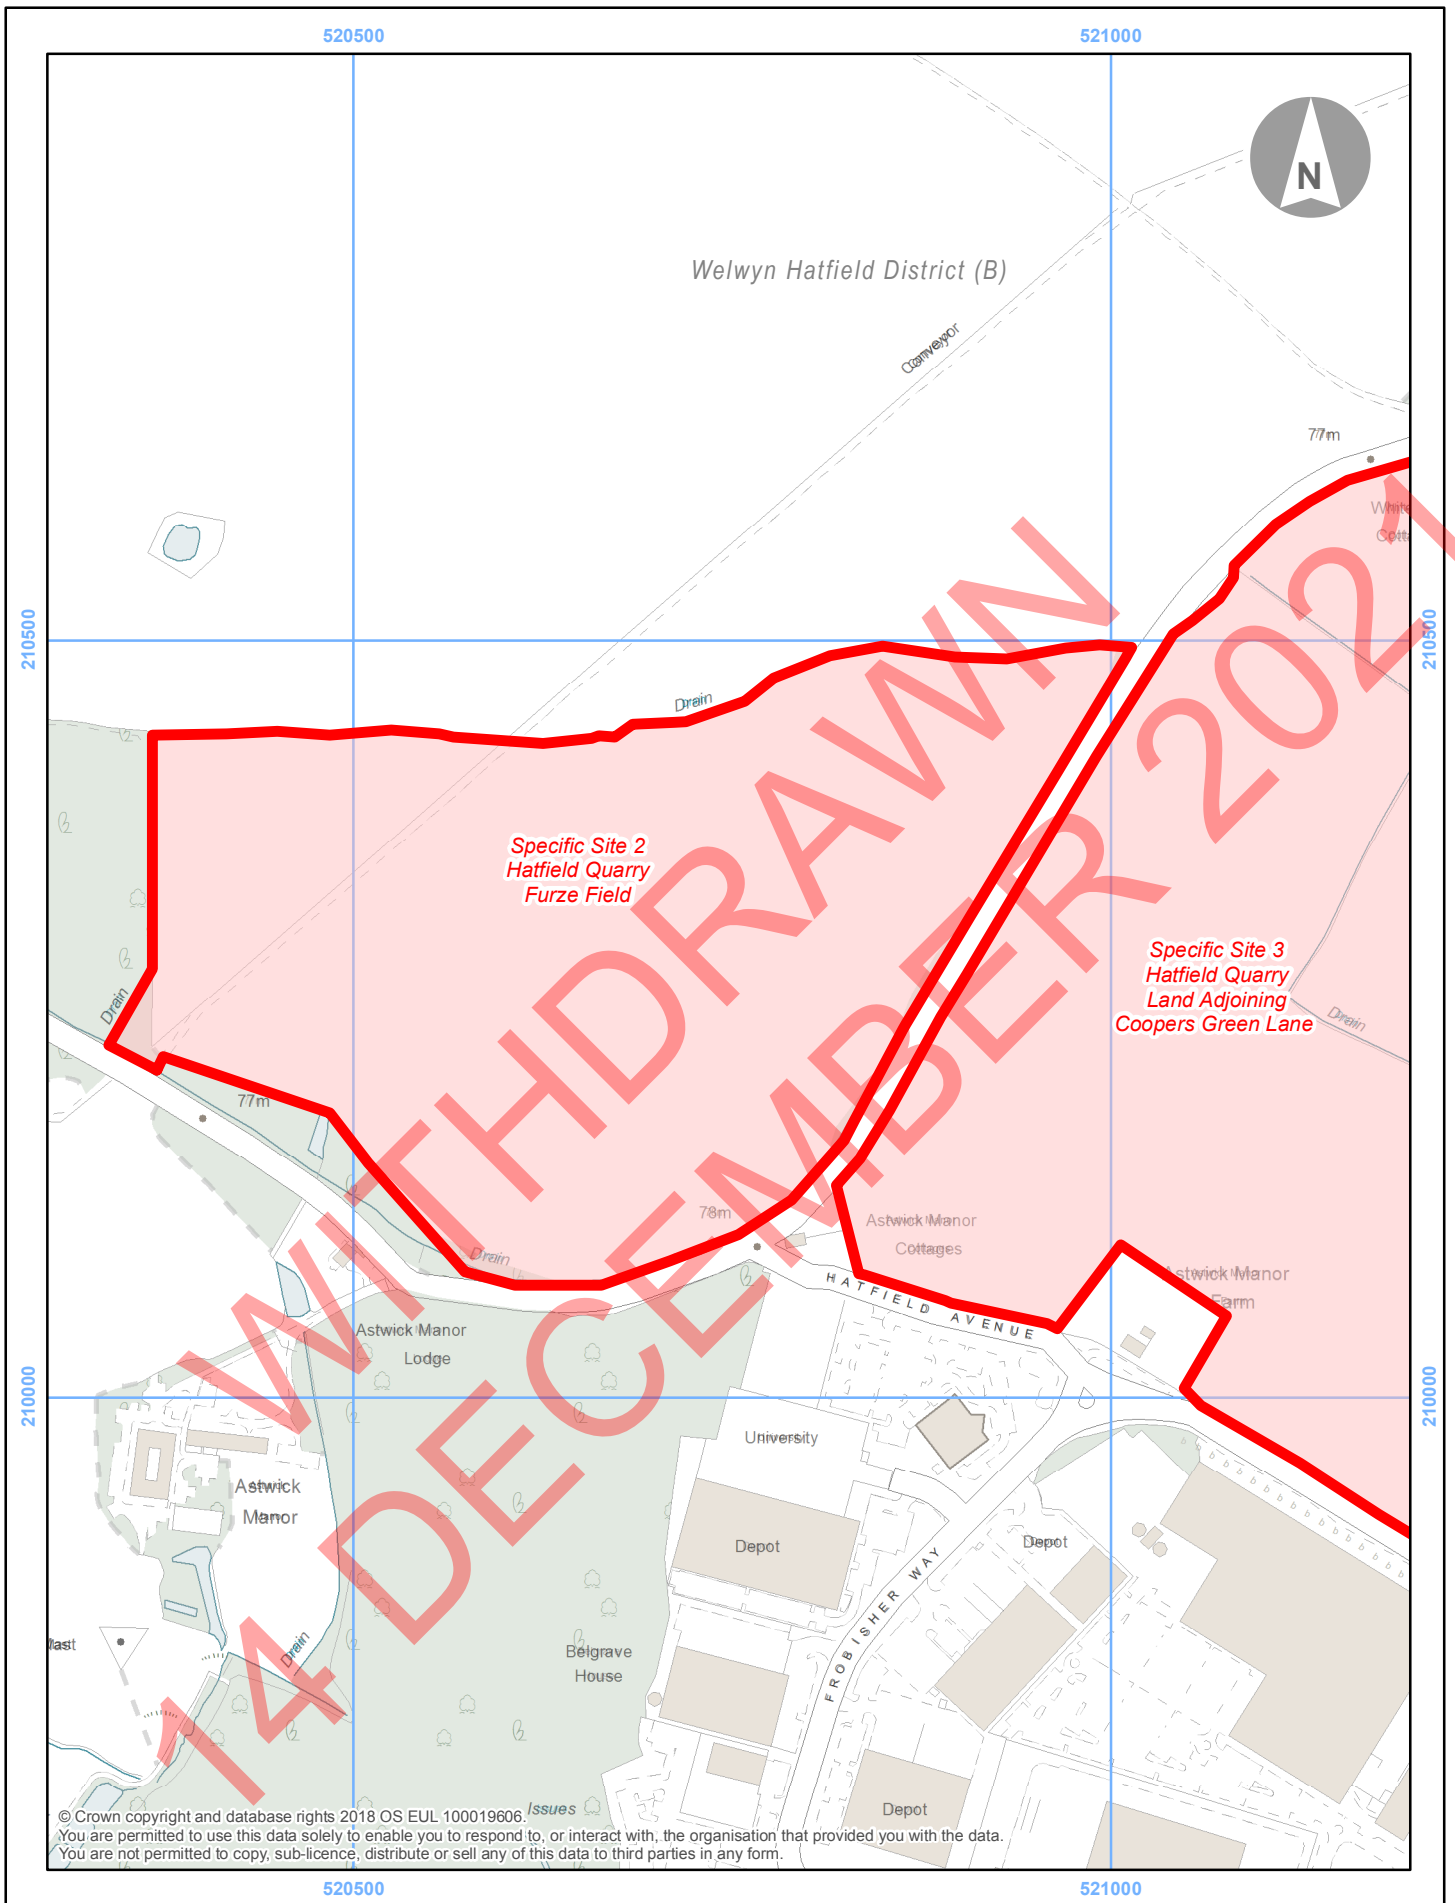 520500
521000
N
Welwyn Hatfield District (B)
Conveyor
77m
210500
210500
Drain
Specific Site 2
Hatfield Quarry
Furze Field
Specific Site 3
Hatfield Quarry
Land Adjoining
Coopers Green Lane
Drain
Drain
77m
78m
Astwick Manor
Cottages
Drain
HATFIELD AVENUE
Astwick Manor
Farm
Astwick Manor
Lodge
210000
210000
University
Astwick
Manor
Depot
Depot
FROBISHER WAY
Drain
Belgrave
House
Issues
Depot
WITHDRAWN
14 DECEMBER 2021
© Crown copyright and database rights 2018 OS EUL 100019606.
You are permitted to use this data solely to enable you to respond to, or interact with, the organisation that provided you with the data.
You are not permitted to copy, sub-licence, distribute or sell any of this data to third parties in any form.
520500
521000